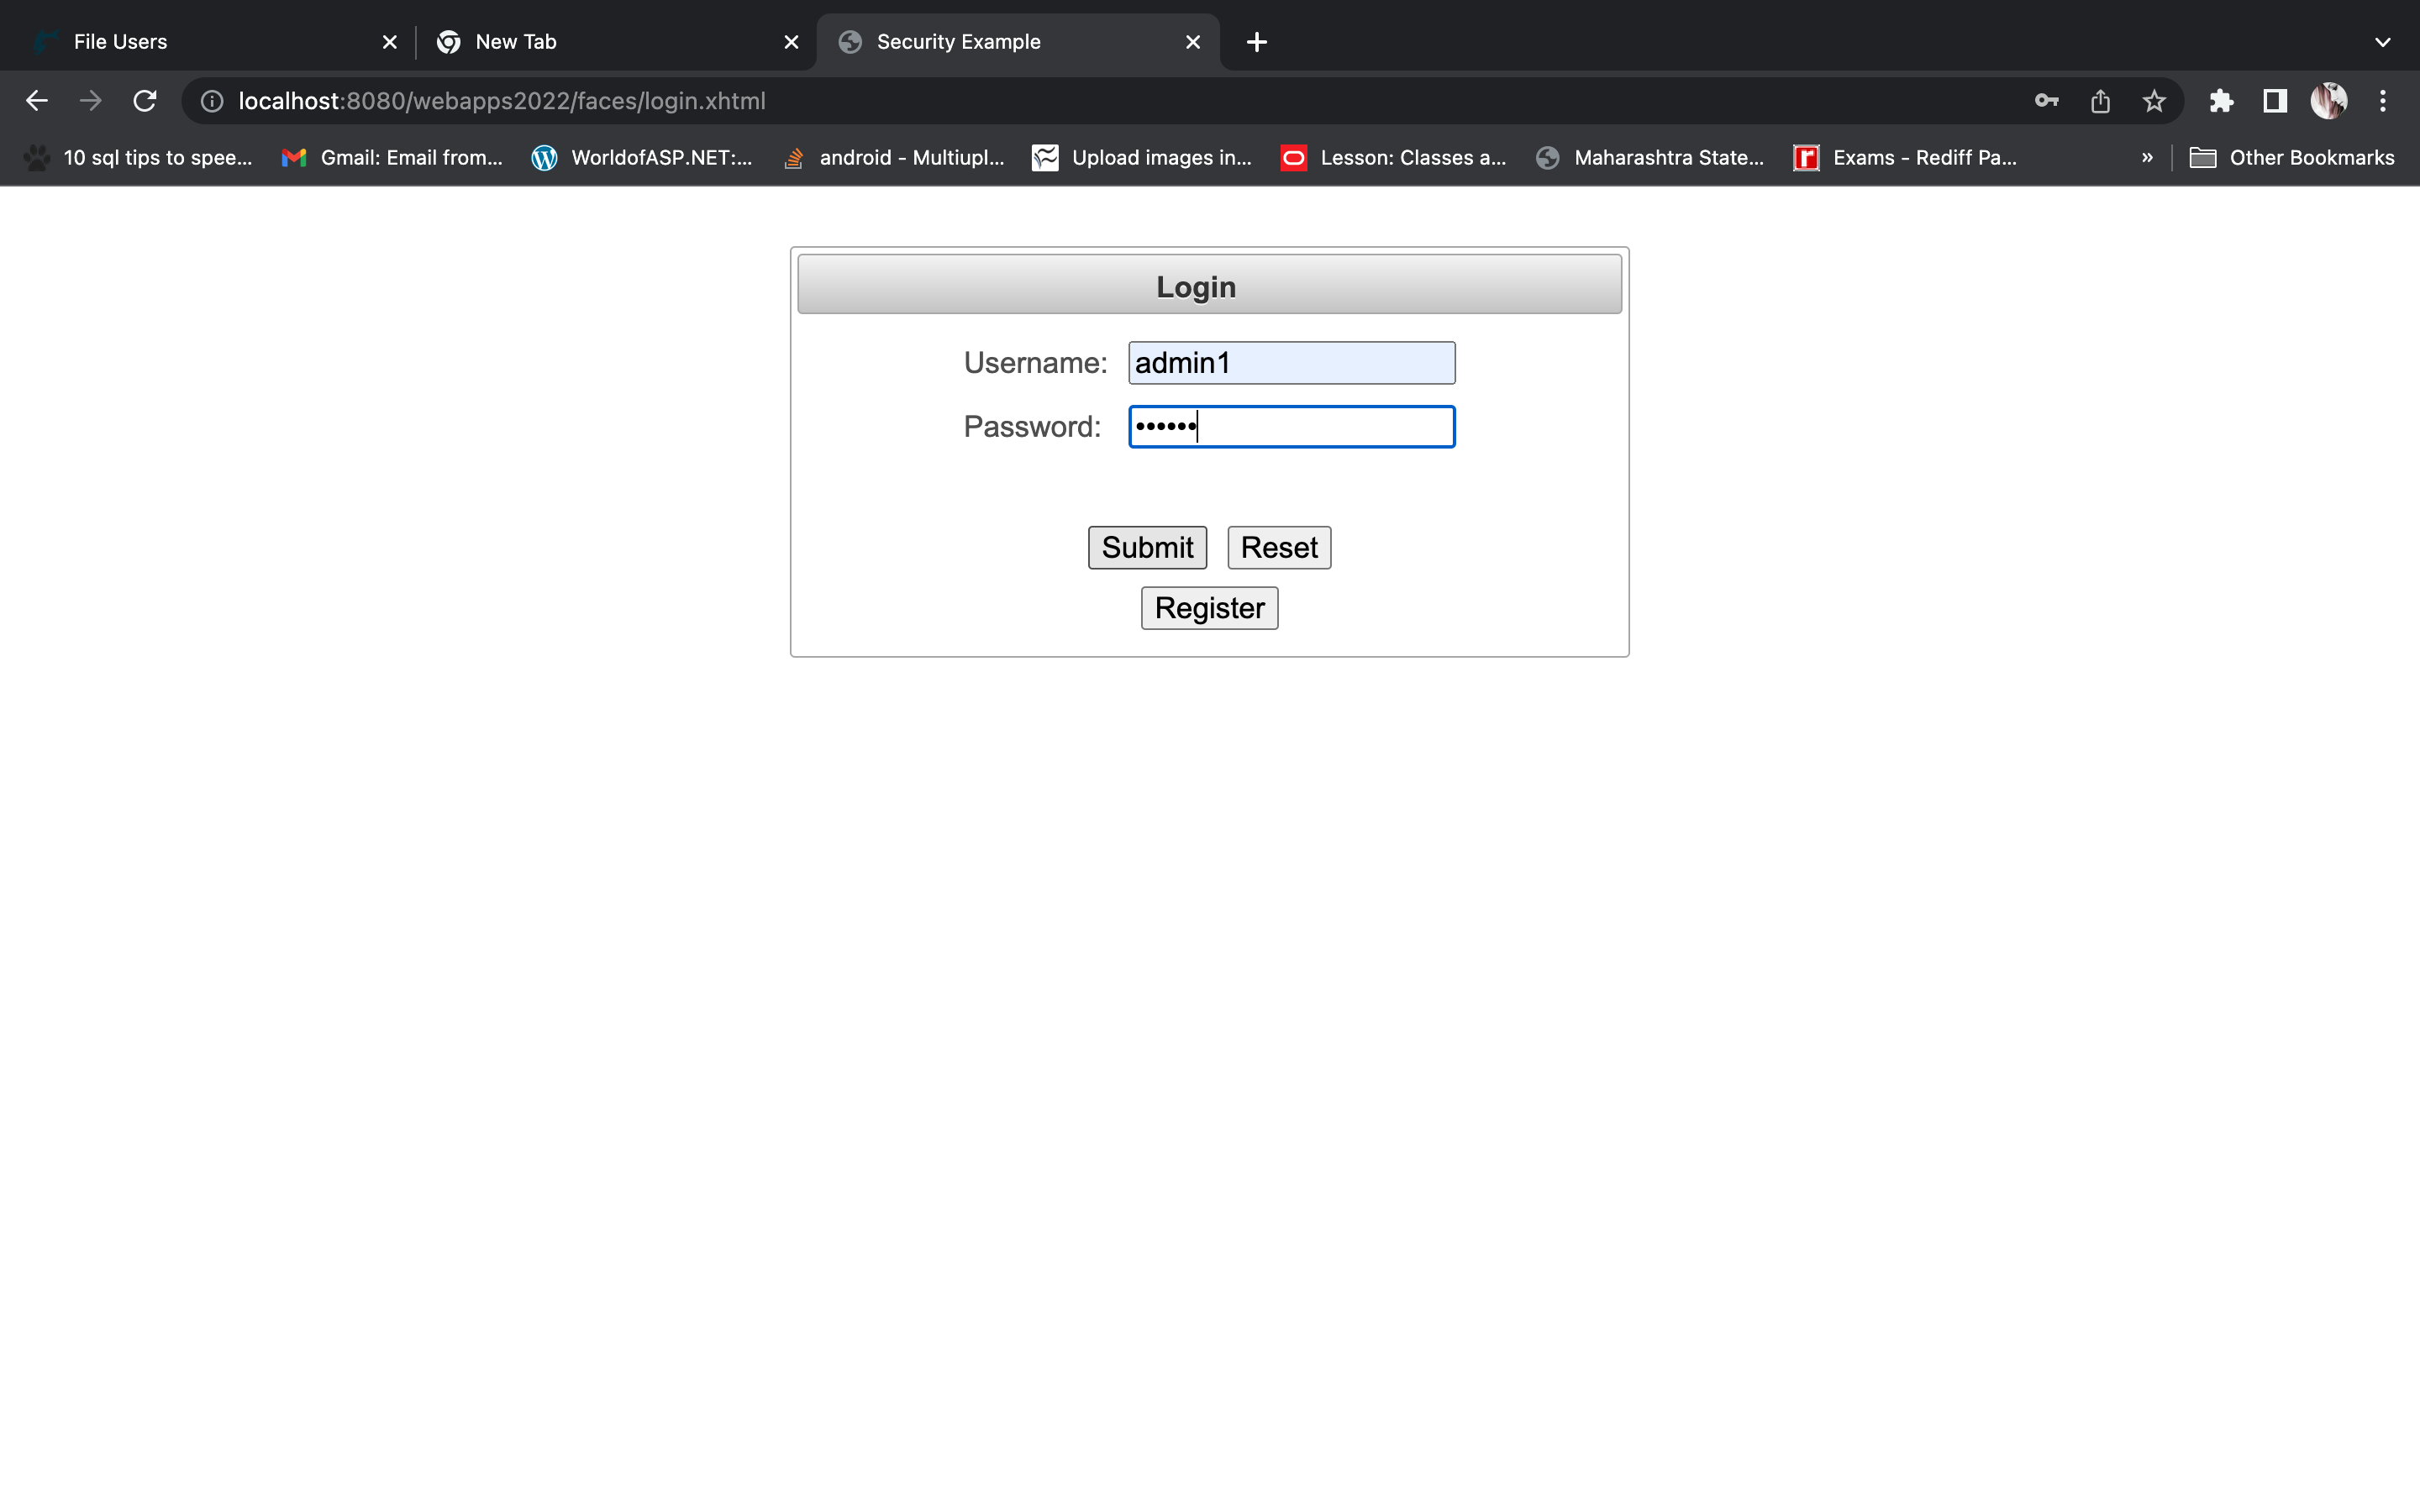 File Users
New Tab
Security Example
localhost:8080/webapps2022/faces/login.xhtml
10 sql tips to spee...
Gmail: Email from...
WorldofASP.NET:...
android - Multiupl...
Upload images in...
Lesson: Classes a...
Maharashtra State...
Exams - Rediff Pa...
»
Other Bookmarks
Login
Username: admin1
Password: ••••••
Submit Reset
Register